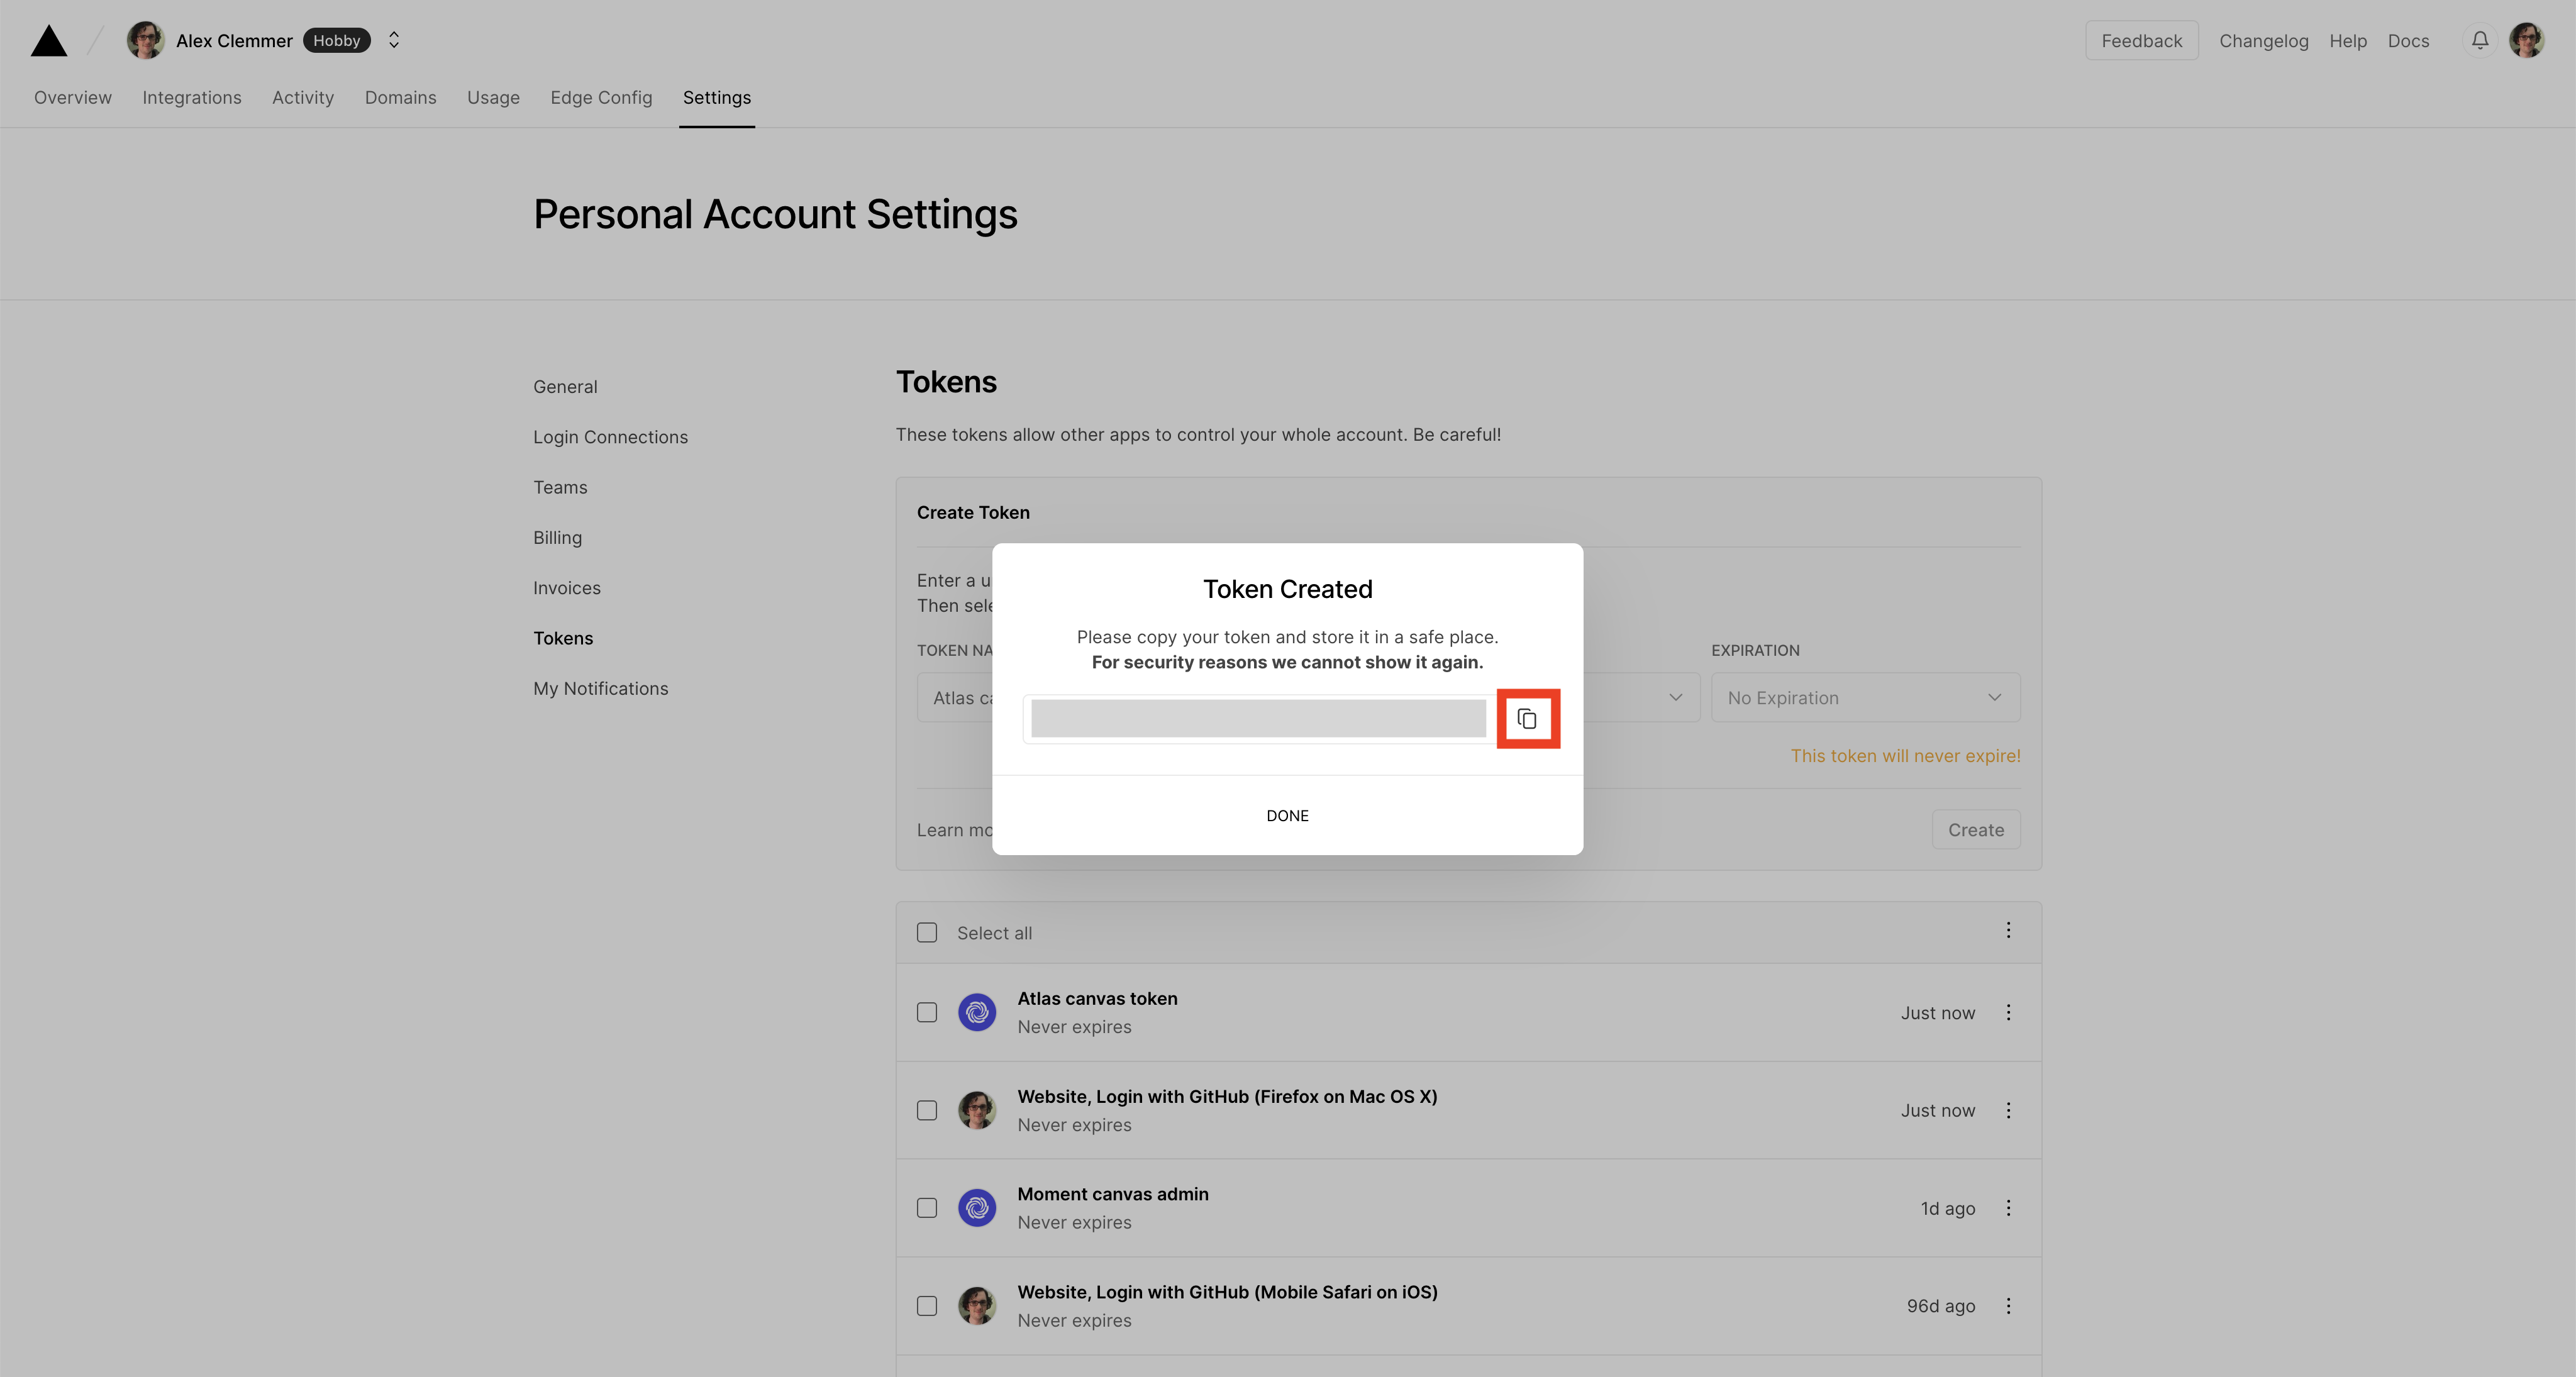 Alex Clemmer Hobby
Feedback Changelog Help Docs
Overview Integrations Activity Domains Usage Edge Config Settings
Personal Account Settings
General
Login Connections
Teams
Billing
Invoices
Tokens
My Notifications
Tokens
These tokens allow other apps to control your whole account. Be careful!
Create Token
Enter a u
Then sele
TOKEN NA
EXPIRATION
Atlas ca
No Expiration
This token will never expire!
Learn mo
Create
Token Created
Please copy your token and store it in a safe place.
For security reasons we cannot show it again.
DONE
Select all
Atlas canvas token
Never expires
Just now
Website, Login with GitHub (Firefox on Mac OS X)
Never expires
Just now
Moment canvas admin
Never expires
1d ago
Website, Login with GitHub (Mobile Safari on iOS)
Never expires
96d ago